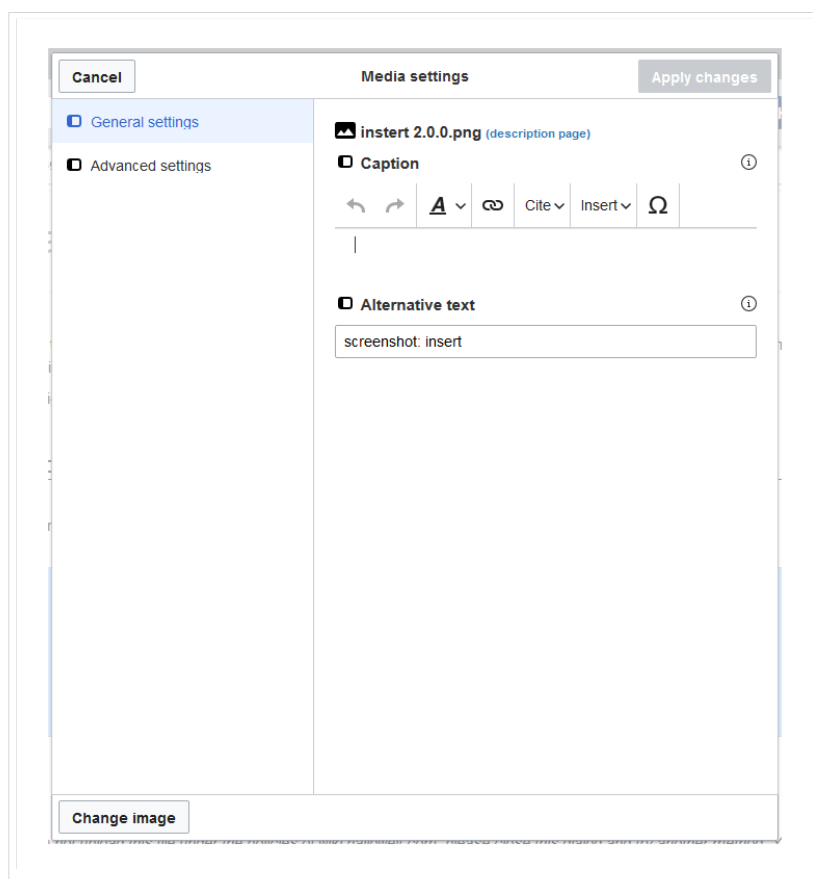 Cancel
Media settings
Apply changes
General settings
Advanced settings
instert 2.0.0.png (description page)
Caption
A
Cite
Insert
Ω
Alternative text
screenshot: insert
Change image